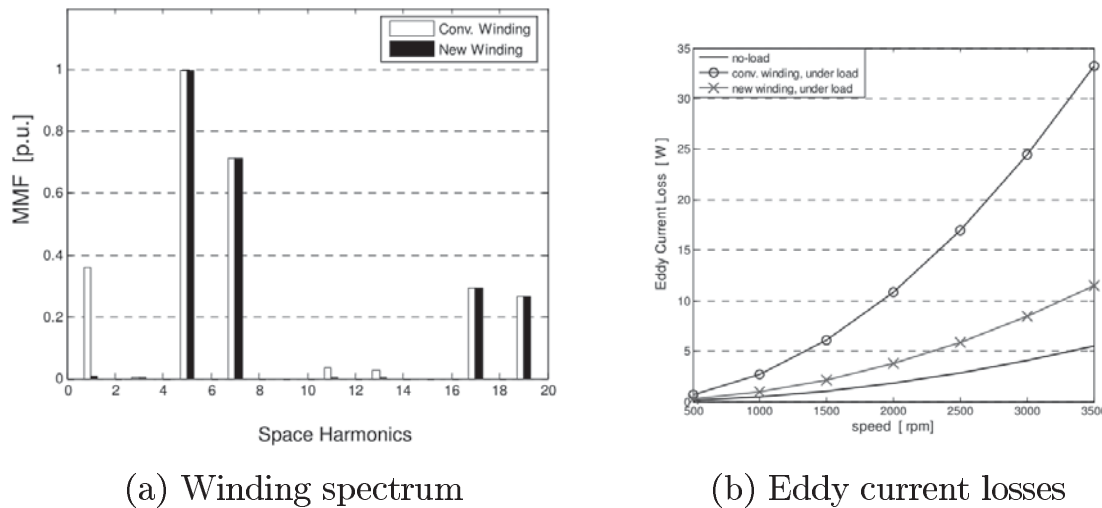 Conv. Winding
New Winding
MMF [p.u.]
1
0.8
0.6
0.4
0.2
0
0 2 4 6 8 10 12 14 16 18 20
Space Harmonics
(a) Winding spectrum
no-load
conv. winding, under load
new winding, under load
Eddy Current Loss [ W ]
35
30
25
20
15
10
5
0
500 1000 1500 2000 2500 3000 350
speed [ rpm]
(b) Eddy current losses